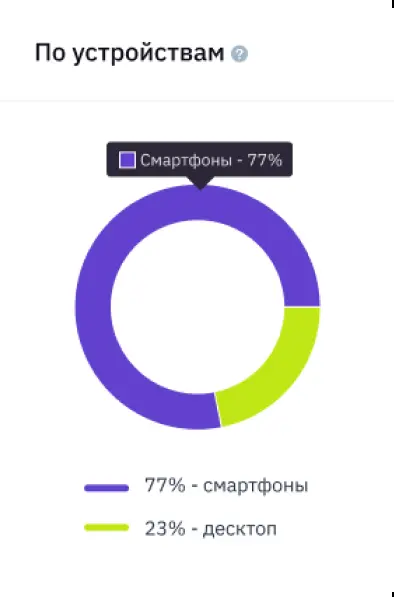 По устройствам ?
Смартфоны - 77%
77% - смартфоны
23% - десктоп